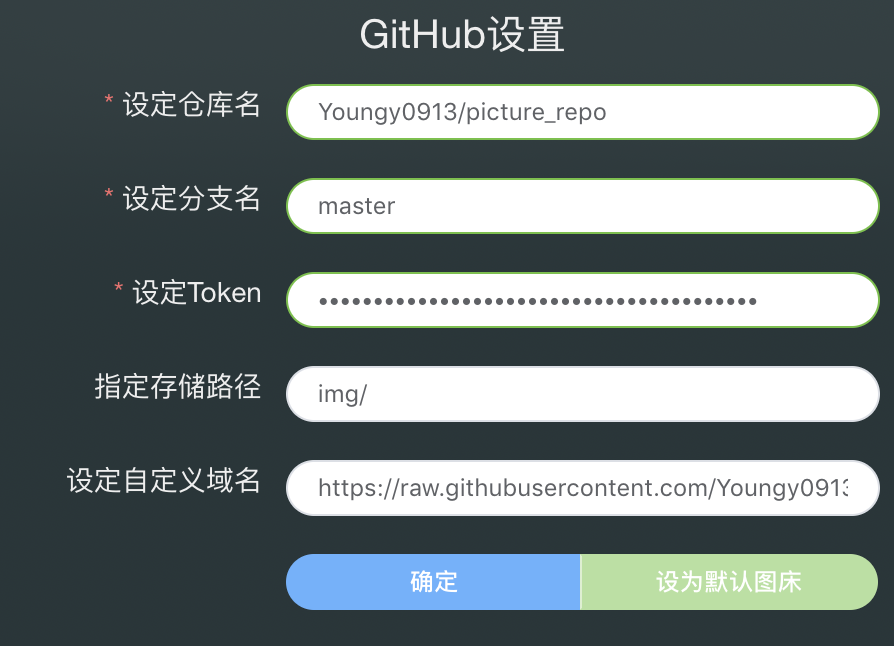 GitHub设置
* 设定仓库名
Youngy0913/picture_repo
* 设定分支名
master
* 设定Token
••••••••••••••••••••••••••••••••••••••••
指定存储路径
img/
设定自定义域名
https://raw.githubusercontent.com/Youngy0913
确定
设为默认图床